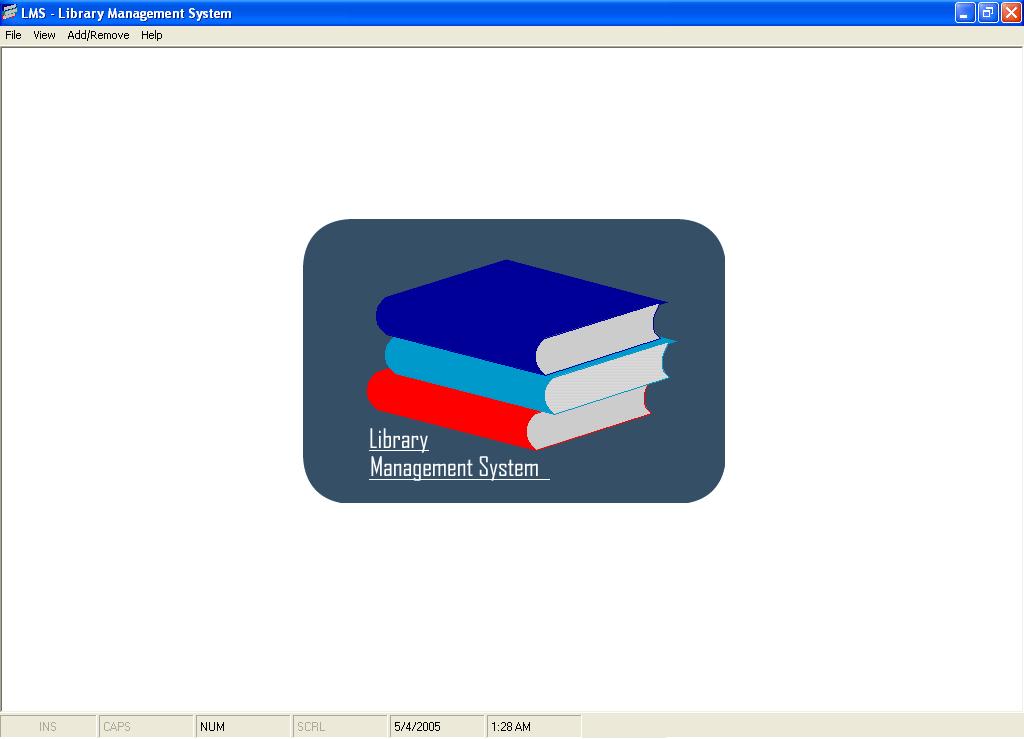 LMS - Library Management System
File View Add/Remove Help
Library
Management System
INS CAPS NUM SCRL 5/4/2005 1:28 AM